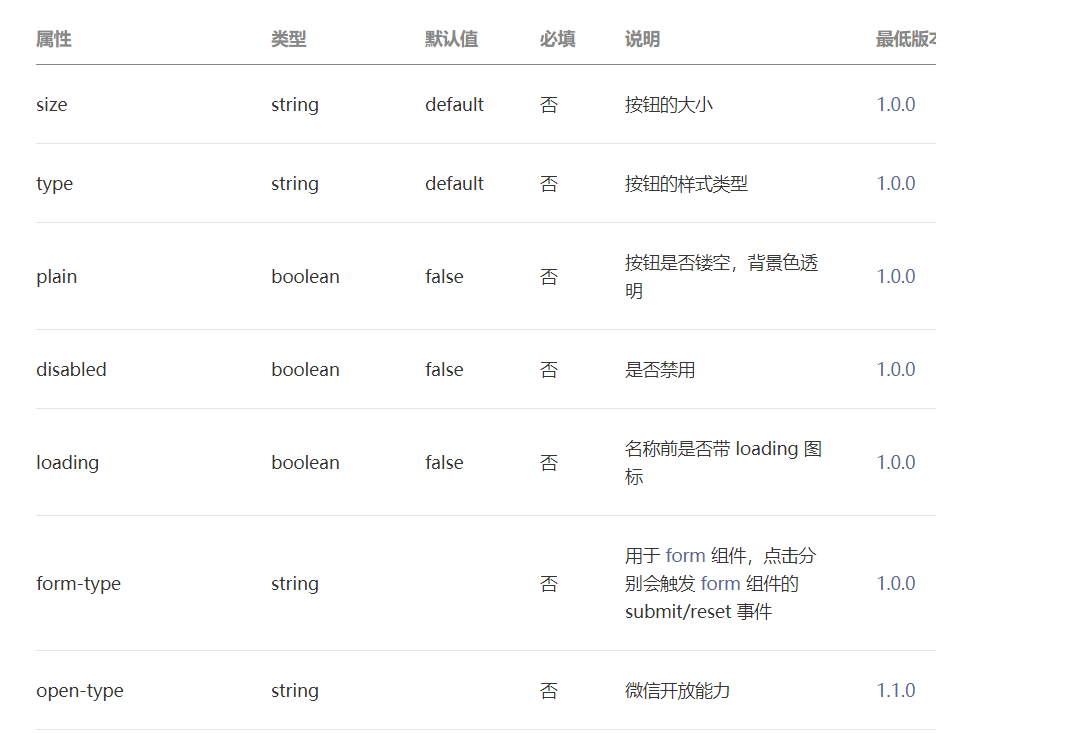 属性 类型 默认值 必填 说明 最低版本
size string default 否 按钮的大小 1.0.0
type string default 否 按钮的样式类型 1.0.0
plain boolean false 否 按钮是否镂空，背景色透 1.0.0
明
disabled boolean false 否 是否禁用 1.0.0
loading boolean false 否 名称前是否带 loading 图 1.0.0
标
用于 form 组件，点击分
form-type string 否 别会触发 form 组件的 1.0.0
submit/reset 事件
open-type string 否 微信开放能力 1.1.0